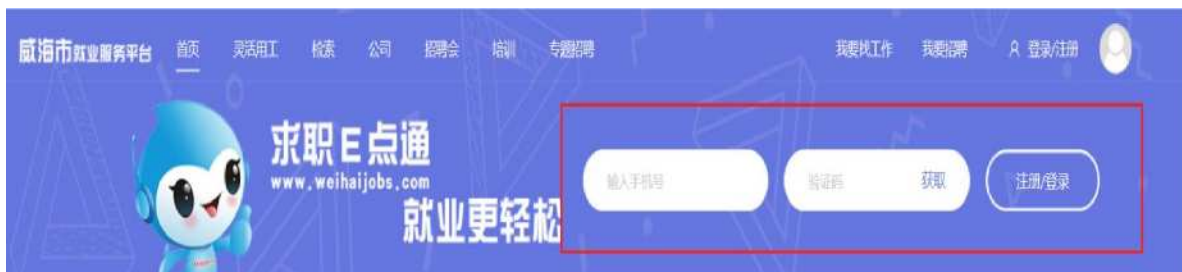 威海市就业服务平台 首页 灵活用工 检索 公司 招聘会 培训 专题招聘 我要找工作 我要招聘 登录/注册
求职E点通
www.weihaijobs.com
就业更轻松
输入手机号 验证码 获取 注册/登录